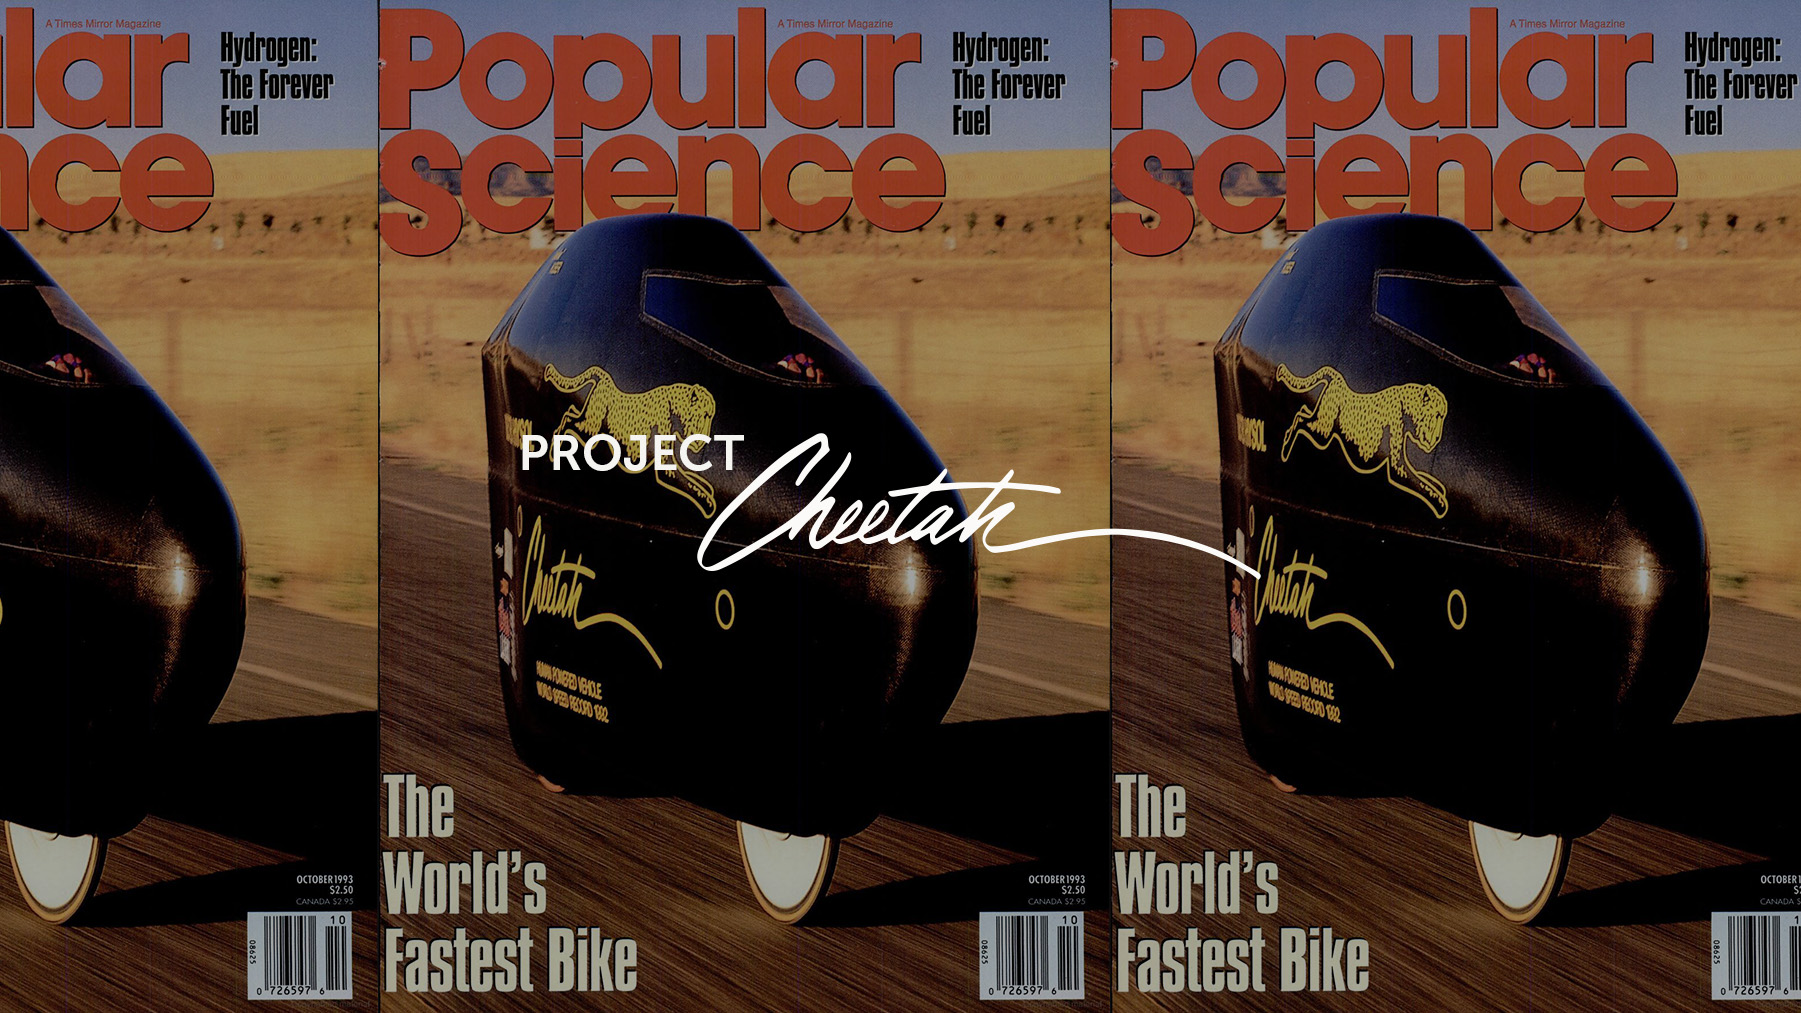 lar
nce
A Times Mirror Magazine
Hydrogen:
The Forever
Fuel
OCTOBER 1993
$2.50
CANADA $2.95
10
08625
0 726597 6
Popular
Science
A Times Mirror Magazine
Hydrogen:
The Forever
Fuel
PROJECT
Cheetah
Cheetah
HUMAN POWERED VEHICLE
WORLD SPEED RECORD 1992
The
World's
Fastest Bike
OCTOBER 1993
$2.50
CANADA $2.95
10
08625
0 726597 6
Popular
Science
A Times Mirror Magazine
Hydrogen:
The Forever
Fuel
Cheetah
HUMAN POWERED VEHICLE
WORLD SPEED RECORD 1992
The
World's
Fastest Bike
OCTOBER 1
CANADA $
1
08625
0 726597 6